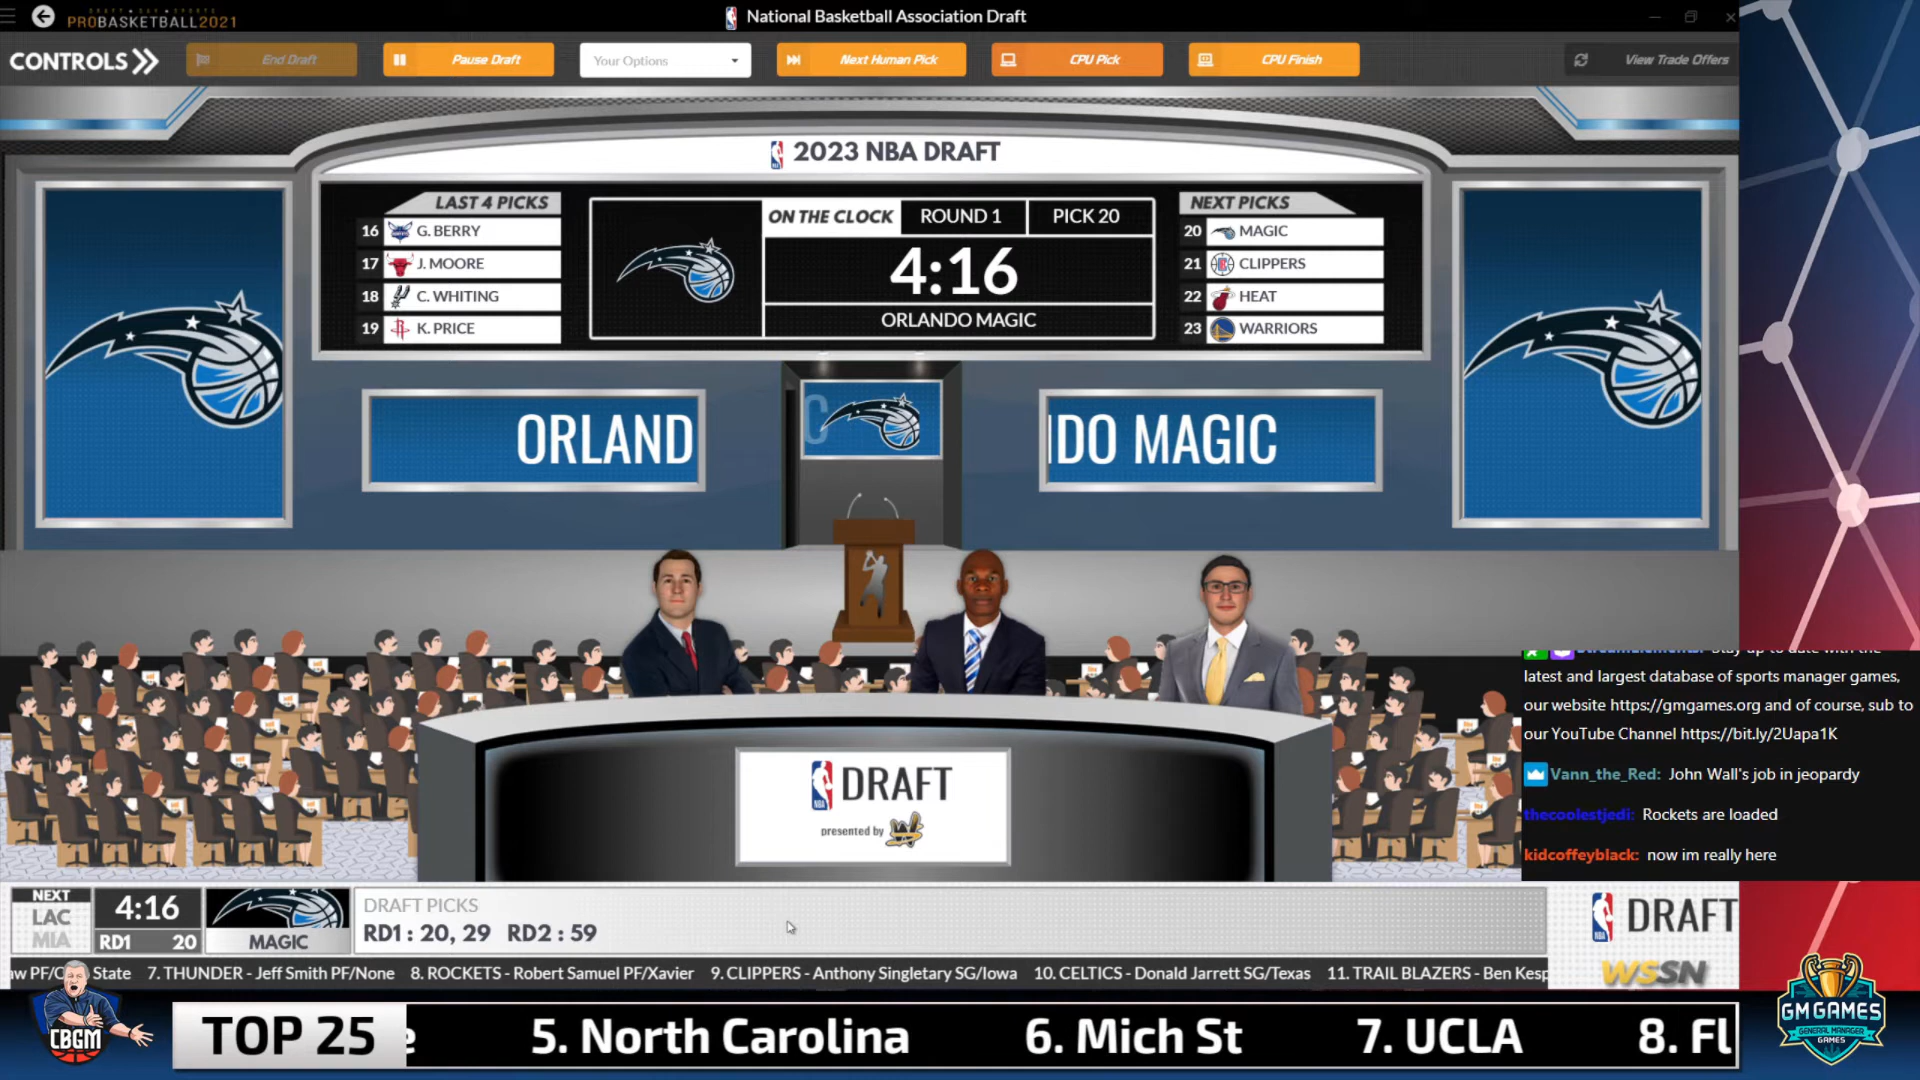 DRAFT DAY SPORTS
PROBASKETBALL2021
National Basketball Association Draft
CONTROLS
End Draft
Pause Draft
Your Options
Next Human Pick
CPU Pick
CPU Finish
View Trade Offers
2023 NBA DRAFT
LAST 4 PICKS
16 G. BERRY
17 J. MOORE
18 C. WHITING
19 K. PRICE
ON THE CLOCK ROUND 1 PICK 20
4:16
ORLANDO MAGIC
NEXT PICKS
20 MAGIC
21 CLIPPERS
22 HEAT
23 WARRIORS
ORLAND
C
DO MAGIC
latest and largest database of sports manager games,
our website https://gmgames.org and of course, sub to
our YouTube Channel https://bit.ly/2Uapa1K
Vann_the_Red: John Wall's job in jeopardy
thecoolestjedi: Rockets are loaded
kidcoffeyblack: now im really here
NBA DRAFT
presented by W
NEXT
LAC
MIA
4:16
RD1 20
MAGIC
DRAFT PICKS
RD1 : 20, 29 RD2 : 59
DRAFT
WSSN
aw PF/C State 7. THUNDER - Jeff Smith PF/None 8. ROCKETS - Robert Samuel PF/Xavier 9. CLIPPERS - Anthony Singletary SG/Iowa 10. CELTICS - Donald Jarrett SG/Texas 11. TRAIL BLAZERS - Ben Kesp
CBGM
TOP 25
e 5. North Carolina 6. Mich St 7. UCLA 8. Fl
GM GAMES
GENERAL MANAGER
GAMES